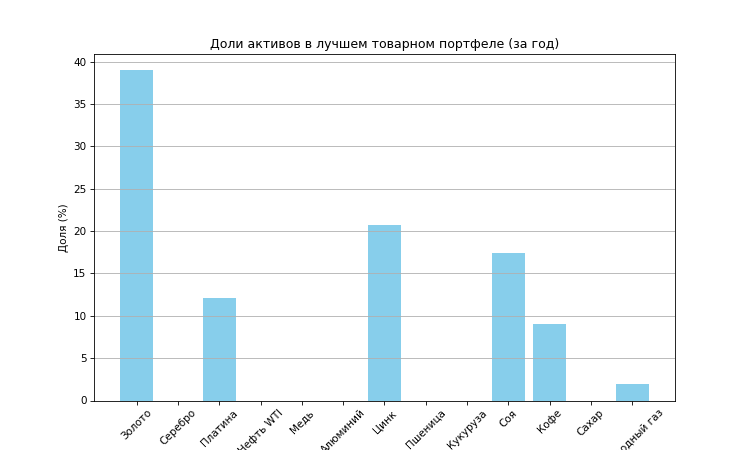 Доли активов в лучшем товарном портфеле (за год)
Доля (%)
40
35
30
25
20
15
10
5
0
Золото
Серебро
Платина
Нефть WTI
Медь
Алюминий
Цинк
Пшеница
Кукуруза
Соя
Кофе
Сахар
газ